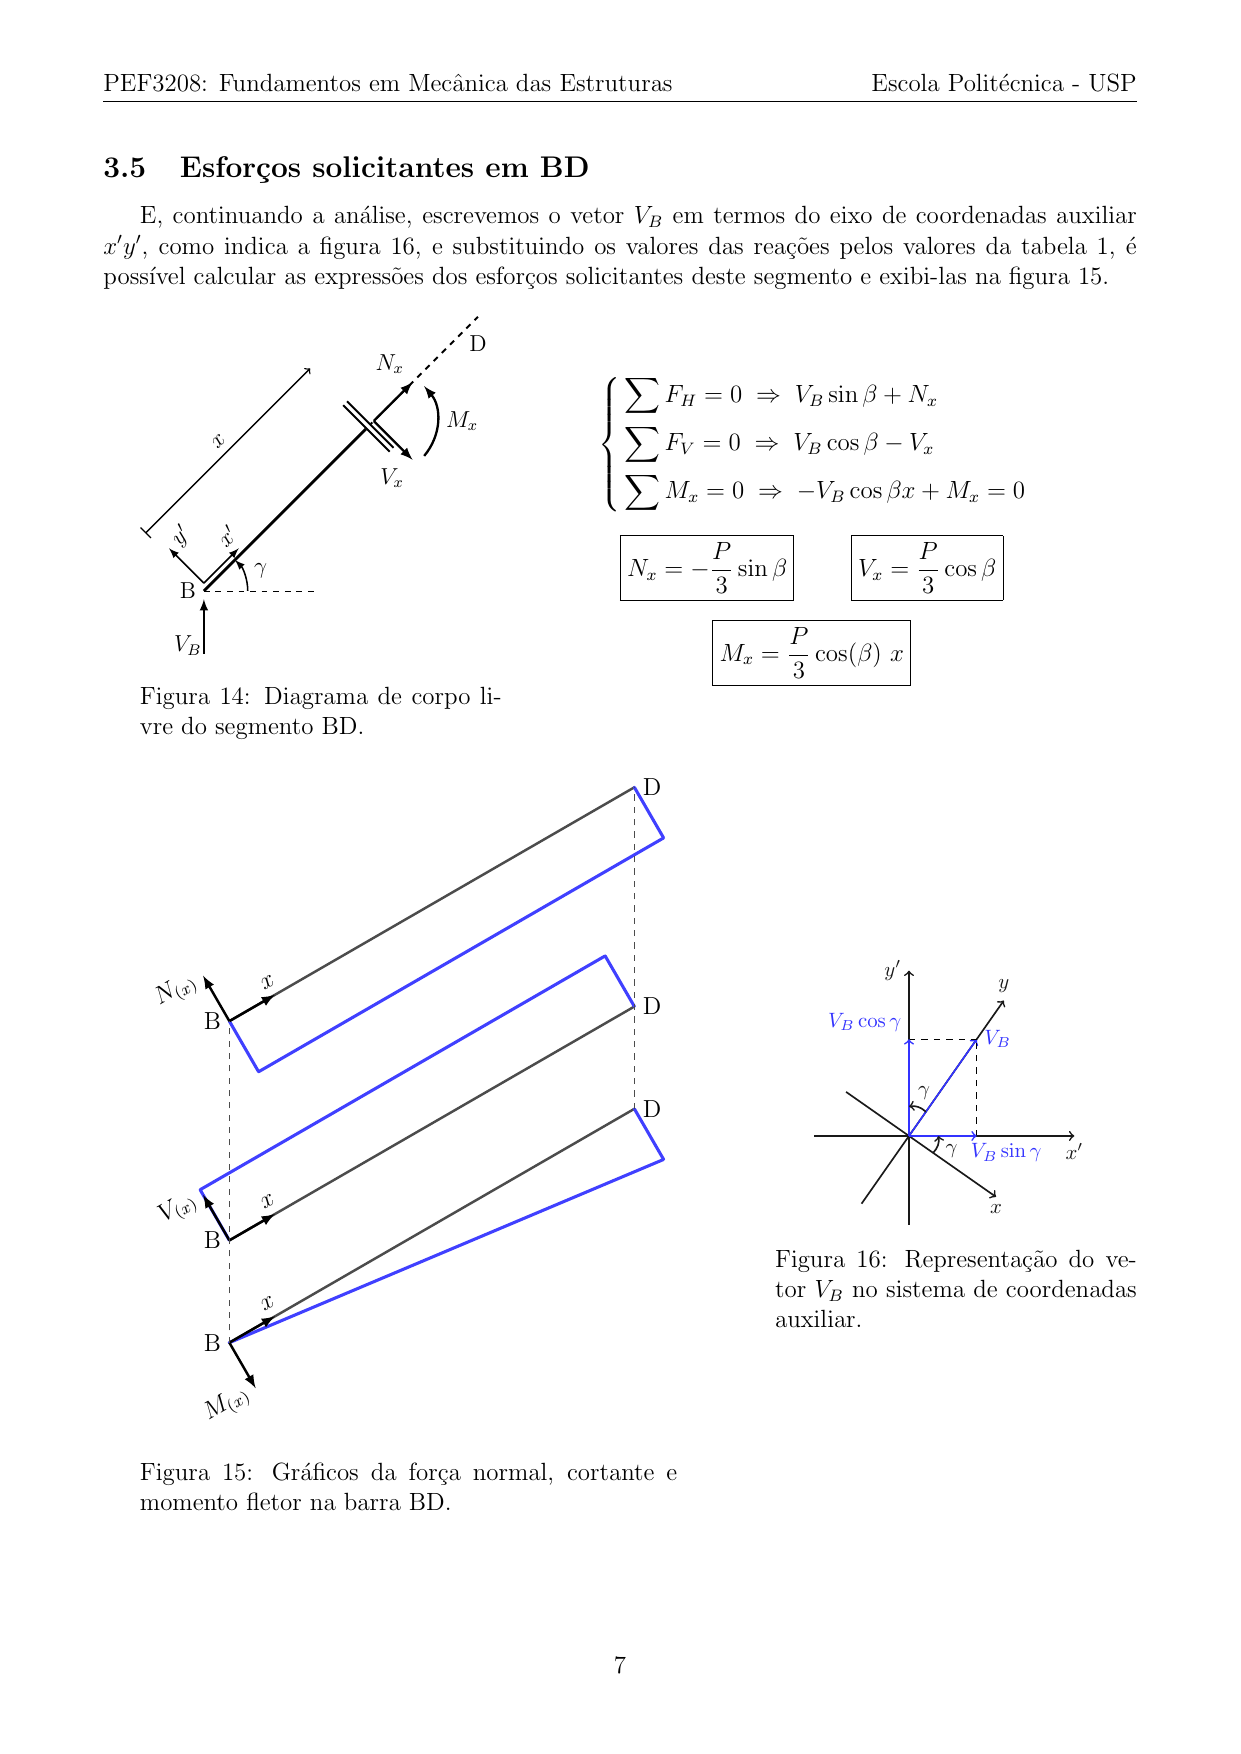 PEF3208: Fundamentos em Mecânica das Estruturas Escola Politécnica - USP
3.5 Esforços solicitantes em BD
E, continuando a análise, escrevemos o vetor V_B em termos do eixo de coordenadas auxiliar
x′y′, como indica a figura 16, e substituindo os valores das reações pelos valores da tabela 1, é
possível calcular as expressões dos esforços solicitantes deste segmento e exibi-las na figura 15.
D
N_x
M_x
x
V_x
y′
x′
γ
B
V_B
Figura 14: Diagrama de corpo li-
vre do segmento BD.
∑ F_H = 0 ⇒ V_B sin β + N_x
∑ F_V = 0 ⇒ V_B cos β − V_x
∑ M_x = 0 ⇒ −V_B cos βx + M_x = 0
N_x = −P/3 sin β
V_x = P/3 cos β
M_x = P/3 cos(β) x
D
N(x)
x
B
D
V(x)
x
B
D
x
B
M(x)
Figura 15: Gráficos da força normal, cortante e
momento fletor na barra BD.
y′
y
V_B cos γ
V_B
γ
γ
V_B sin γ
x′
x
Figura 16: Representação do ve-
tor V_B no sistema de coordenadas
auxiliar.
7